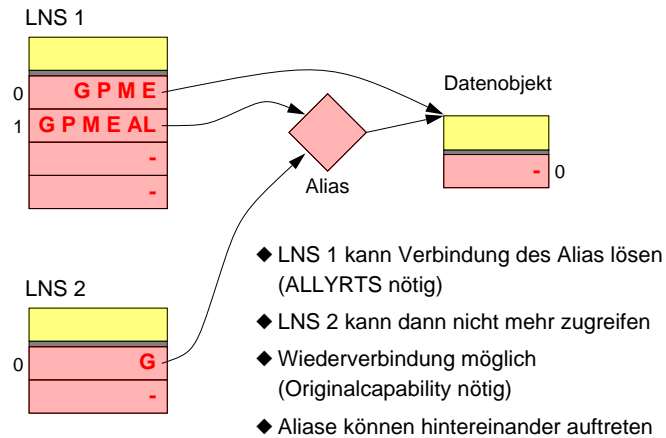 LNS 1
0 G P M E
1 G P M E AL
-
-
Datenobjekt
- 0
Alias
LNS 2
0 G
-
◆ LNS 1 kann Verbindung des Alias lösen
(ALLYRTS nötig)
◆ LNS 2 kann dann nicht mehr zugreifen
◆ Wiederverbindung möglich
(Originalcapability nötig)
◆ Aliase können hintereinander auftreten